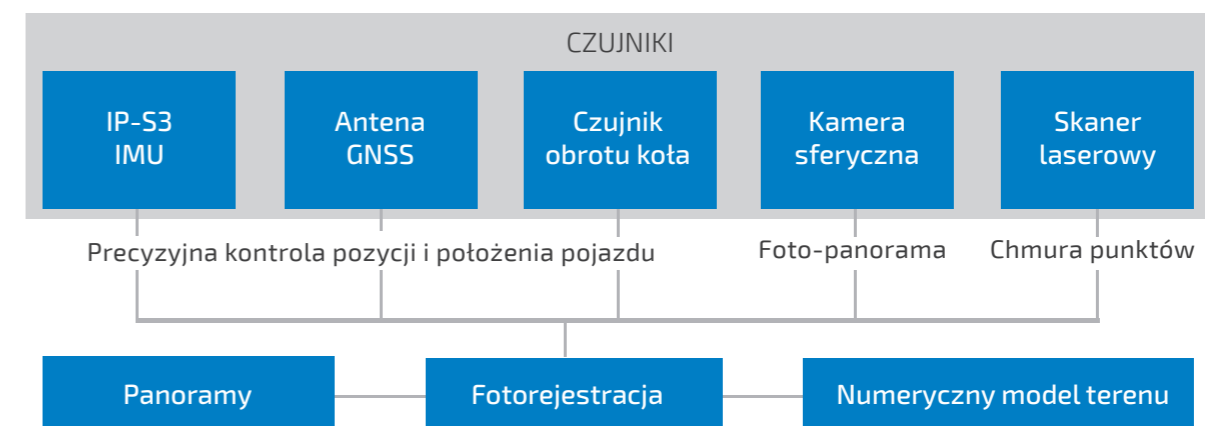 CZUJNIKI
IP-S3
IMU
Antena
GNSS
Czujnik
obrotu koła
Kamera
sferyczna
Skaner
laserowy
Precyzyjna kontrola pozycji i położenia pojazdu
Foto-panorama
Chmura punktów
Panoramy
Fotorejestracja
Numeryczny model terenu